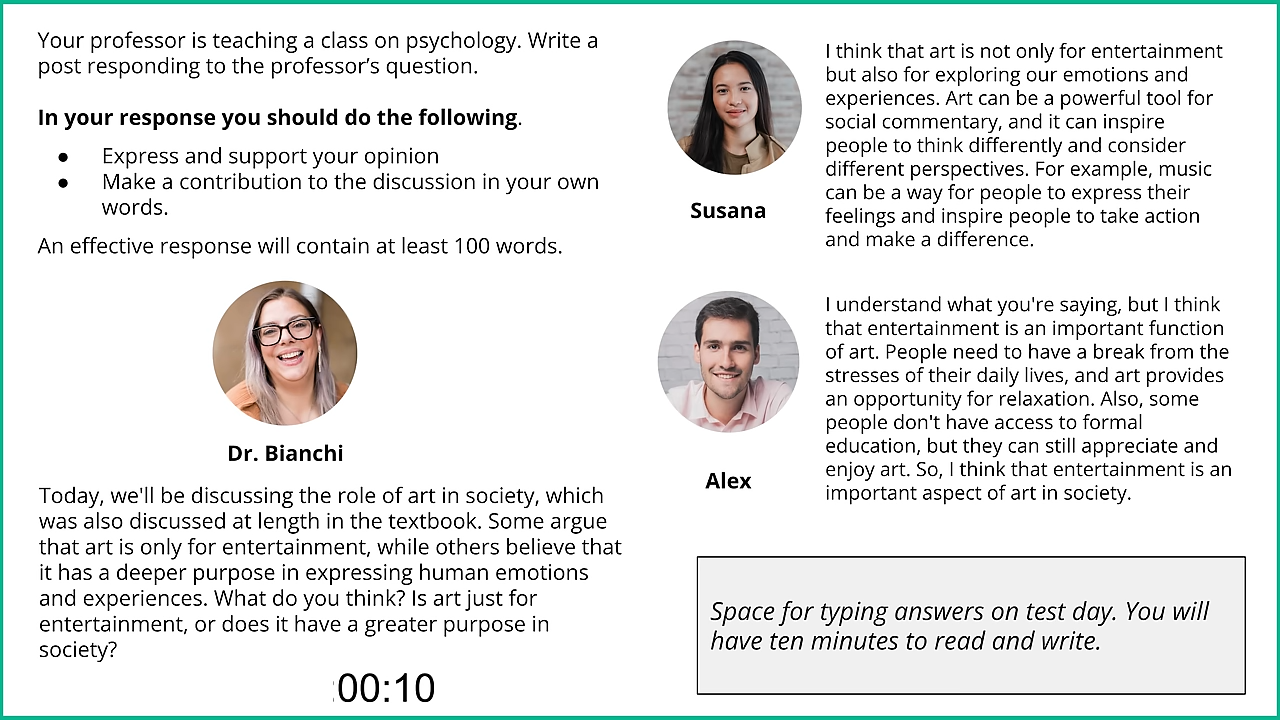 Your professor is teaching a class on psychology. Write a
post responding to the professor’s question.
In your response you should do the following.
● Express and support your opinion
● Make a contribution to the discussion in your own
words.
An effective response will contain at least 100 words.
Dr. Bianchi
Today, we'll be discussing the role of art in society, which
was also discussed at length in the textbook. Some argue
that art is only for entertainment, while others believe that
it has a deeper purpose in expressing human emotions
and experiences. What do you think? Is art just for
entertainment, or does it have a greater purpose in
society?
:00:10
I think that art is not only for entertainment
but also for exploring our emotions and
experiences. Art can be a powerful tool for
social commentary, and it can inspire
people to think differently and consider
different perspectives. For example, music
can be a way for people to express their
feelings and inspire people to take action
and make a difference.
Susana
I understand what you're saying, but I think
that entertainment is an important function
of art. People need to have a break from the
stresses of their daily lives, and art provides
an opportunity for relaxation. Also, some
people don't have access to formal
education, but they can still appreciate and
enjoy art. So, I think that entertainment is an
important aspect of art in society.
Alex
Space for typing answers on test day. You will
have ten minutes to read and write.